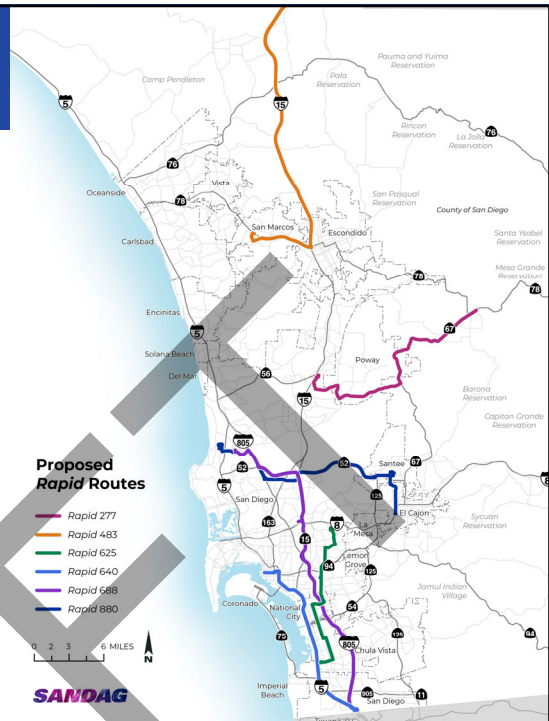 Pauma and Yuima
Reservation
Camp Pendleton
Pala
Reservation
5
15
Rincon
Reservation
La Jolla
Reservation
76
76
Vista
Oceanside
78
San Pasqual
Reservation
County of San Diego
San Marcos
Escondido
Santa Ysabel
Reservation
Carlsbad
Mesa Grande
Reservation
78
78
Encinitas
5
67
Solana Beach
Poway
Del Mar
56
15
Barona
Reservation
Capitan Grande
Reservation
805
Proposed
Rapid Routes
52
52
Santee
67
8
5
San Diego
125
El Cajon
Sycuan
Reservation
Rapid 277
163
8
La
Mesa
Rapid 483
15
Lemon
Grove
Rapid 625
94
125
Rapid 640
Jamul Indian
Village
Rapid 688
Coronado
National
City
54
Rapid 880
75
125
94
805
Chula Vista
0 2 3 6 MILES
N
Imperial
Beach
5
905
San Diego
11
SANDAG